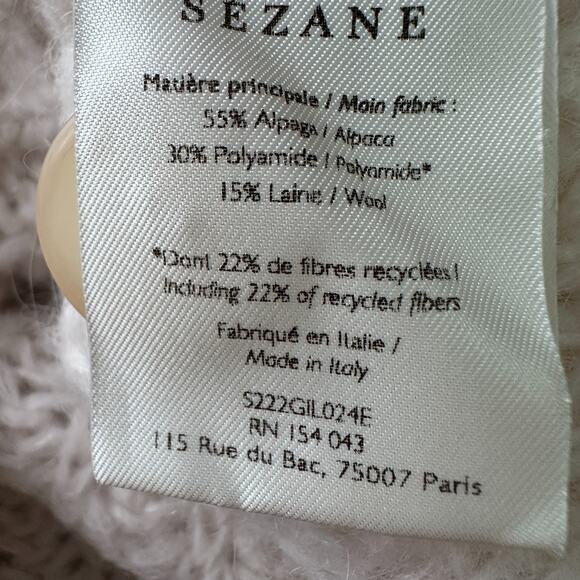 SÉZANE
Matière principale / Main fabric :
55% Alpaga / Alpaca
30% Polyamide / Polyamide*
15% Laine / Wool
*Dont 22% de fibres recyclées /
Including 22% of recycled fibers
Fabriqué en Italie /
Made in Italy
S222GIL024E
RN 154 043
115 Rue du Bac, 75007 Paris